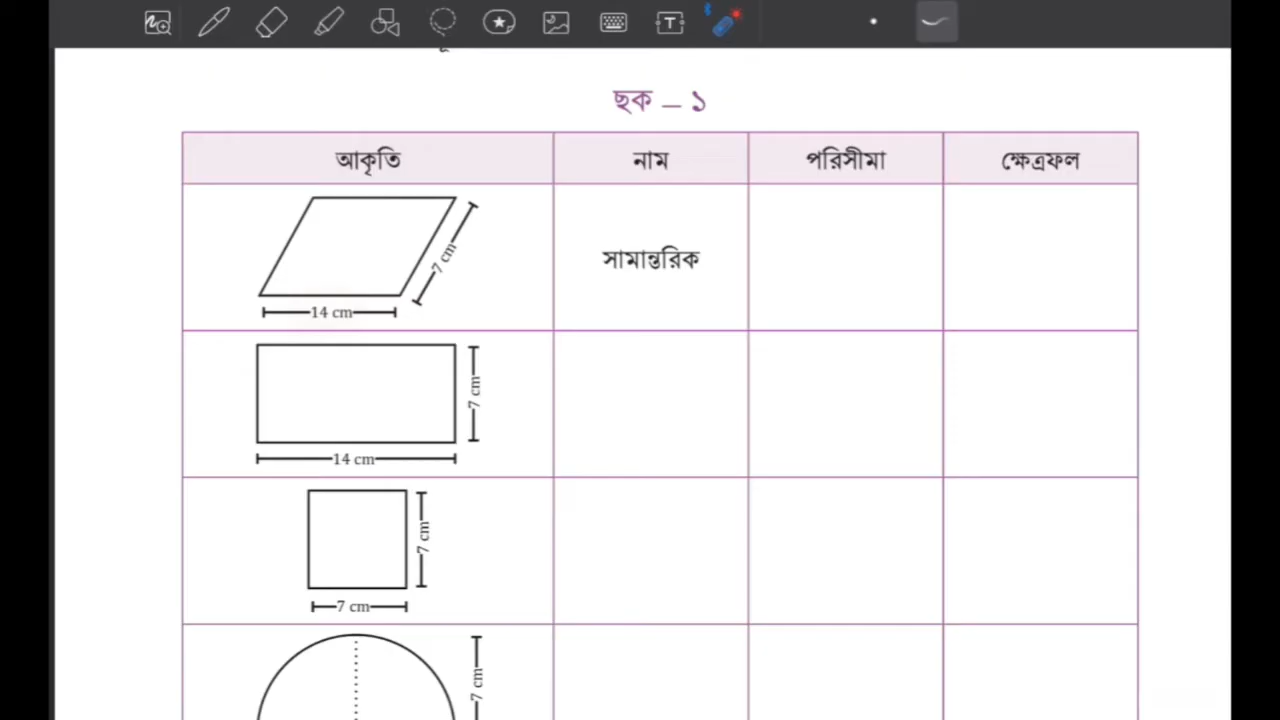 ছক – ১
আকৃতি নাম পরিসীমা ক্ষেত্রফল
7 cm
সামান্তরিক
14 cm
7 cm
14 cm
7 cm
7 cm
7 cm